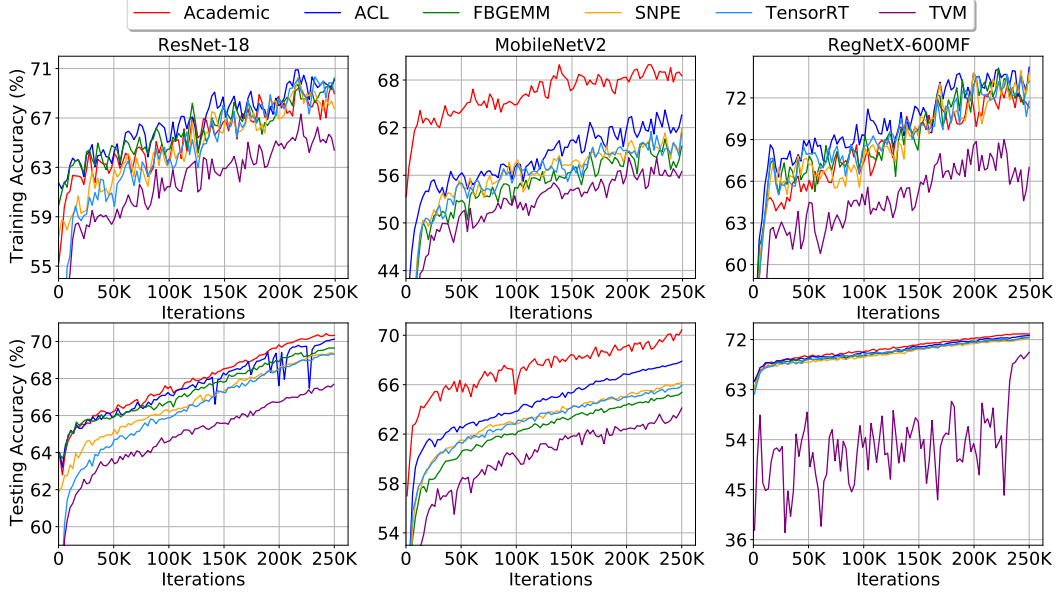 Academic ACL FBGEMM SNPE TensorRT TVM
ResNet-18 MobileNetV2 RegNetX-600MF
Training Accuracy (%)
71
67
63
59
55
0 50K 100K 150K 200K 250K
Iterations
68
62
56
50
44
0 50K 100K 150K 200K 250K
Iterations
72
69
66
63
60
0 50K 100K 150K 200K 250K
Iterations
Testing Accuracy (%)
70
68
66
64
62
60
0 50K 100K 150K 200K 250K
Iterations
70
66
62
58
54
0 50K 100K 150K 200K 250K
Iterations
72
63
54
45
36
0 50K 100K 150K 200K 250K
Iterations